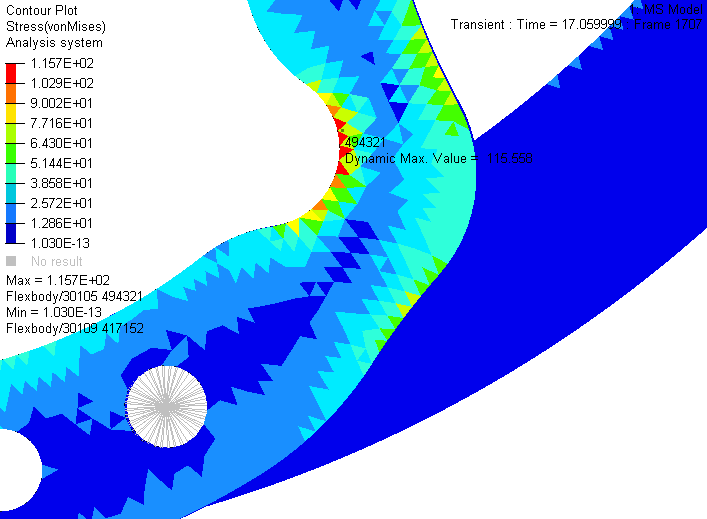 Contour Plot
Stress(vonMises)
Analysis system
Transient : Time = 17.059999
1.157E+02
1.029E+02
9.002E+01
7.716E+01
6.430E+01
5.144E+01
3.858E+01
2.572E+01
1.286E+01
1.030E-13
No result
Max = 1.157E+02
Flexbody/30105 494321
Min = 1.030E-13
Flexbody/30109 417152
494321
Dynamic Max. Value = 115.656